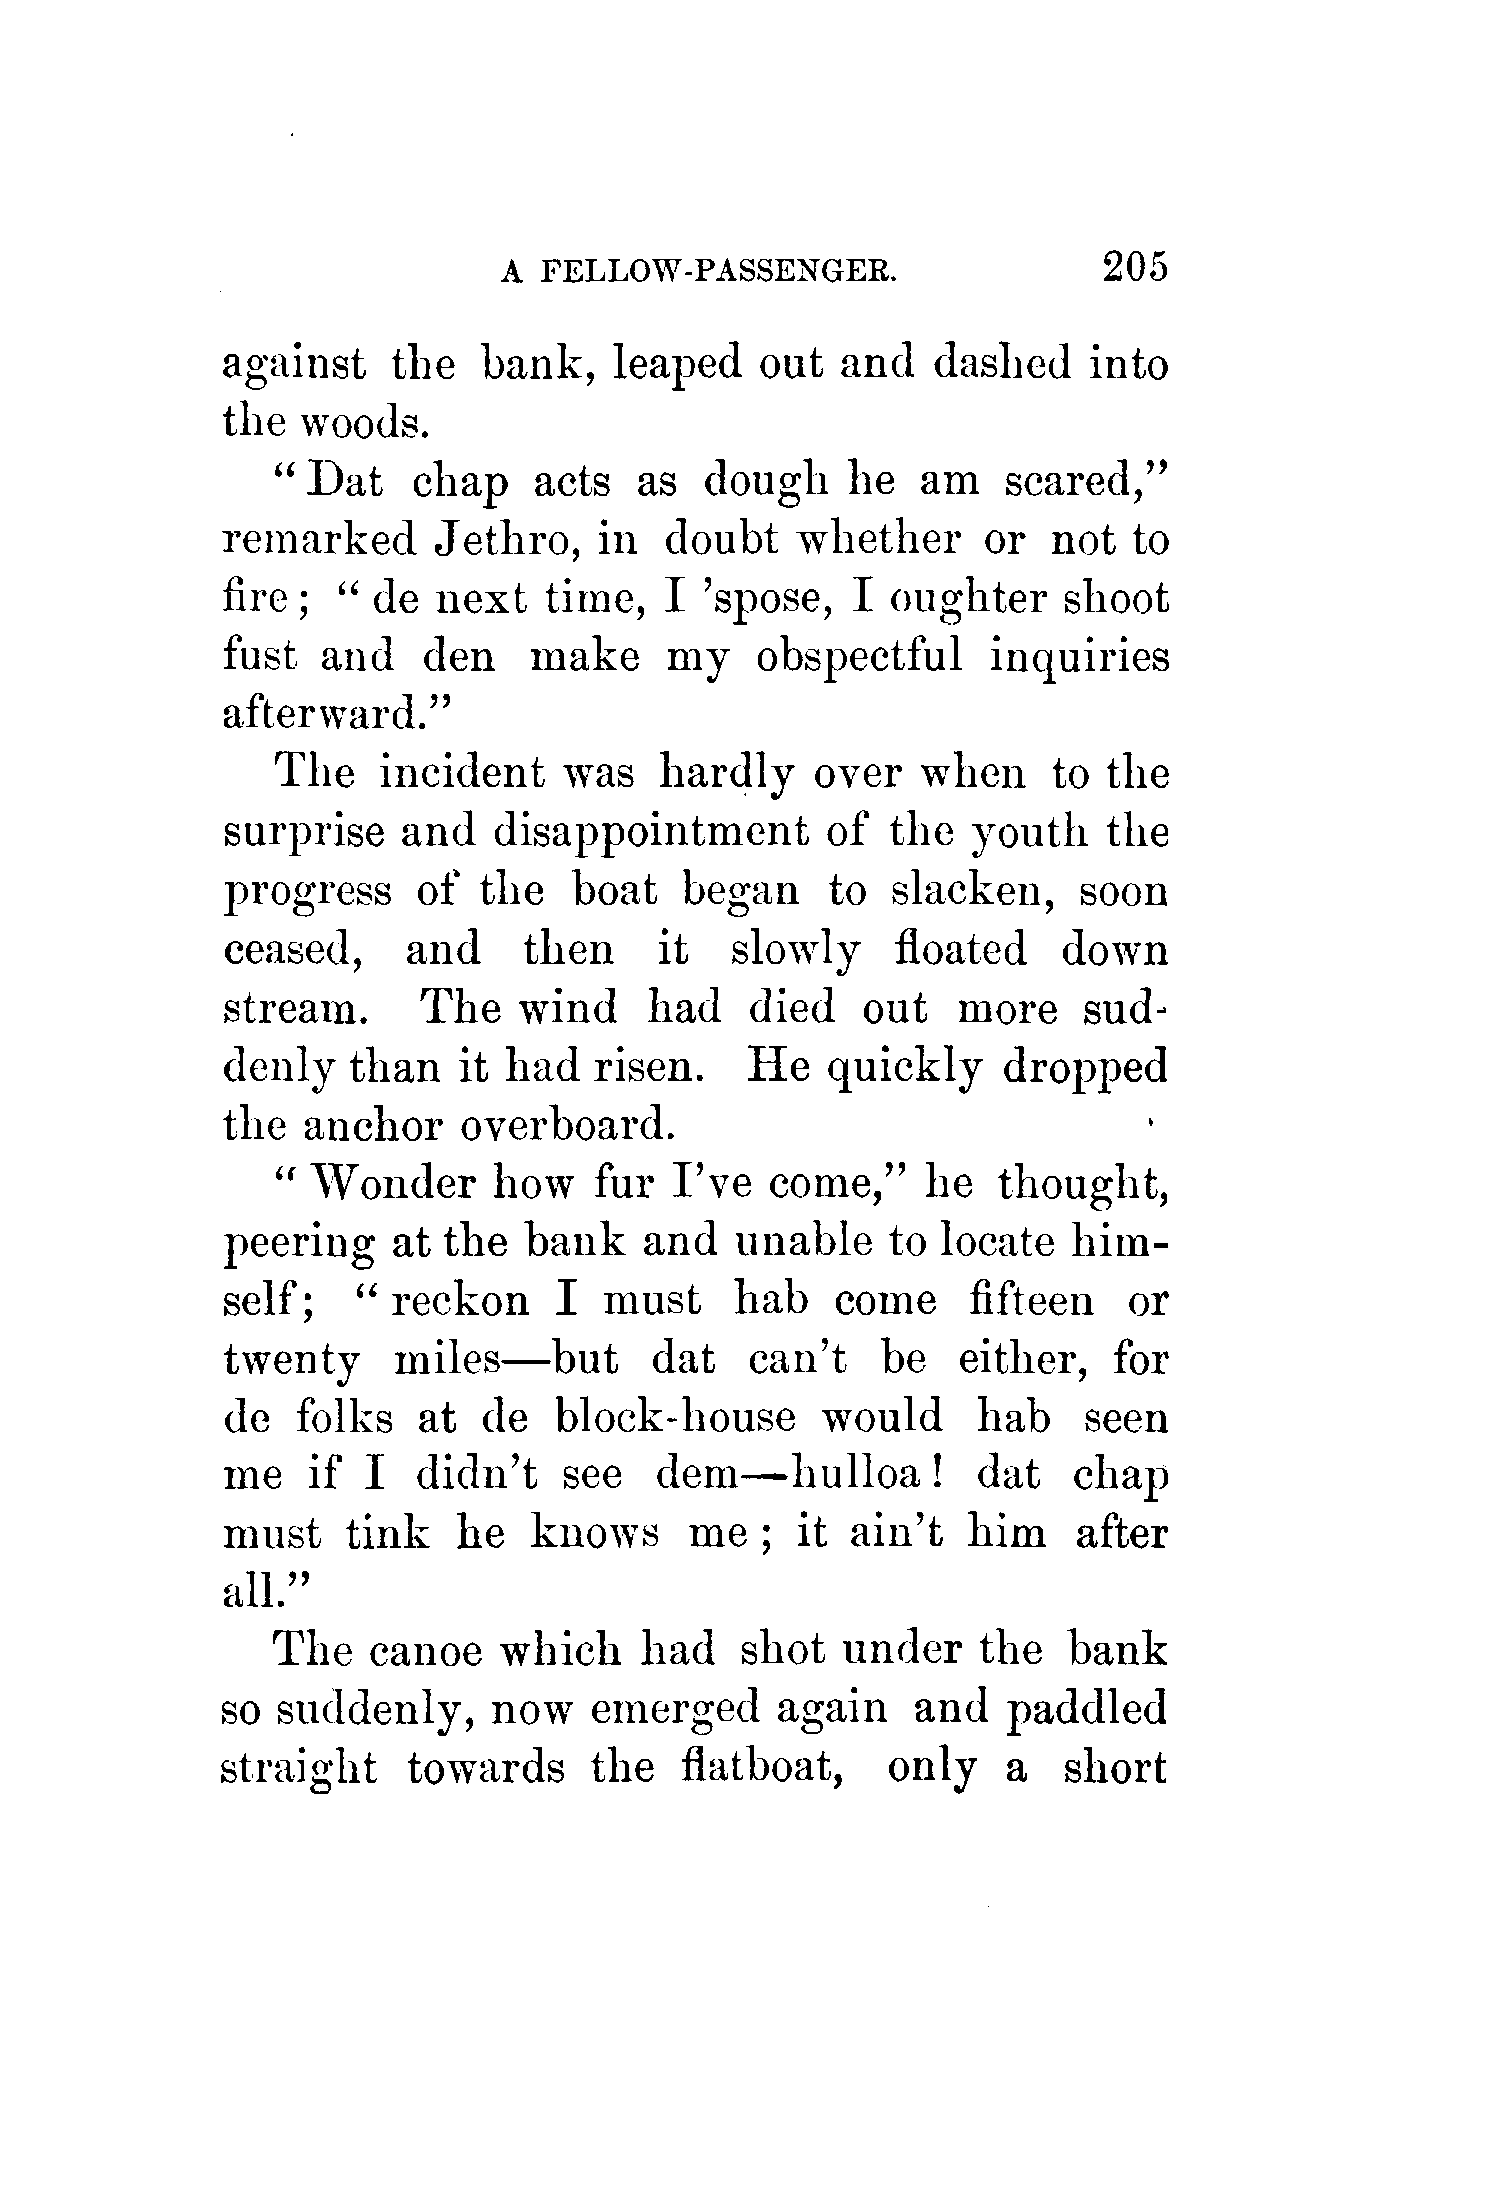 A FELLOW-PASSENGER. 205
against the bank, leaped out and dashed into
the woods.
“ Dat chap acts as dough he am scared,”
remarked Jethro, in doubt whether or not to
fire ; “ de next time, I ’spose, I oughter shoot
fust and den make my obspectful inquiries
afterward.”
The incident was hardly over when to the
surprise and disappointment of the youth the
progress of the boat began to slacken, soon
ceased, and then it slowly floated down
stream. The wind had died out more sud-
denly than it had risen. He quickly dropped
the anchor overboard.
“ Wonder how fur I’ve come,” he thought,
peering at the bank and unable to locate him-
self; “ reckon I must hab come fifteen or
twenty miles—but dat can’t be either, for
de folks at de block-house would hab seen
me if I didn’t see dem—hulloa ! dat chap
must tink he knows me ; it ain’t him after
all.”
The canoe which had shot under the bank
so suddenly, now emerged again and paddled
straight towards the flatboat, only a short